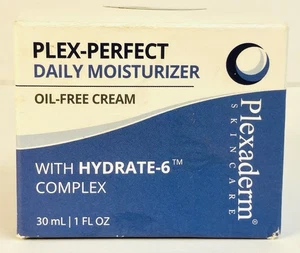 PLEX-PERFECT
DAILY MOISTURIZER
OIL-FREE CREAM
WITH HYDRATE-6™
COMPLEX
30 mL | 1 FL OZ
Plexaderm®
SKINCARE